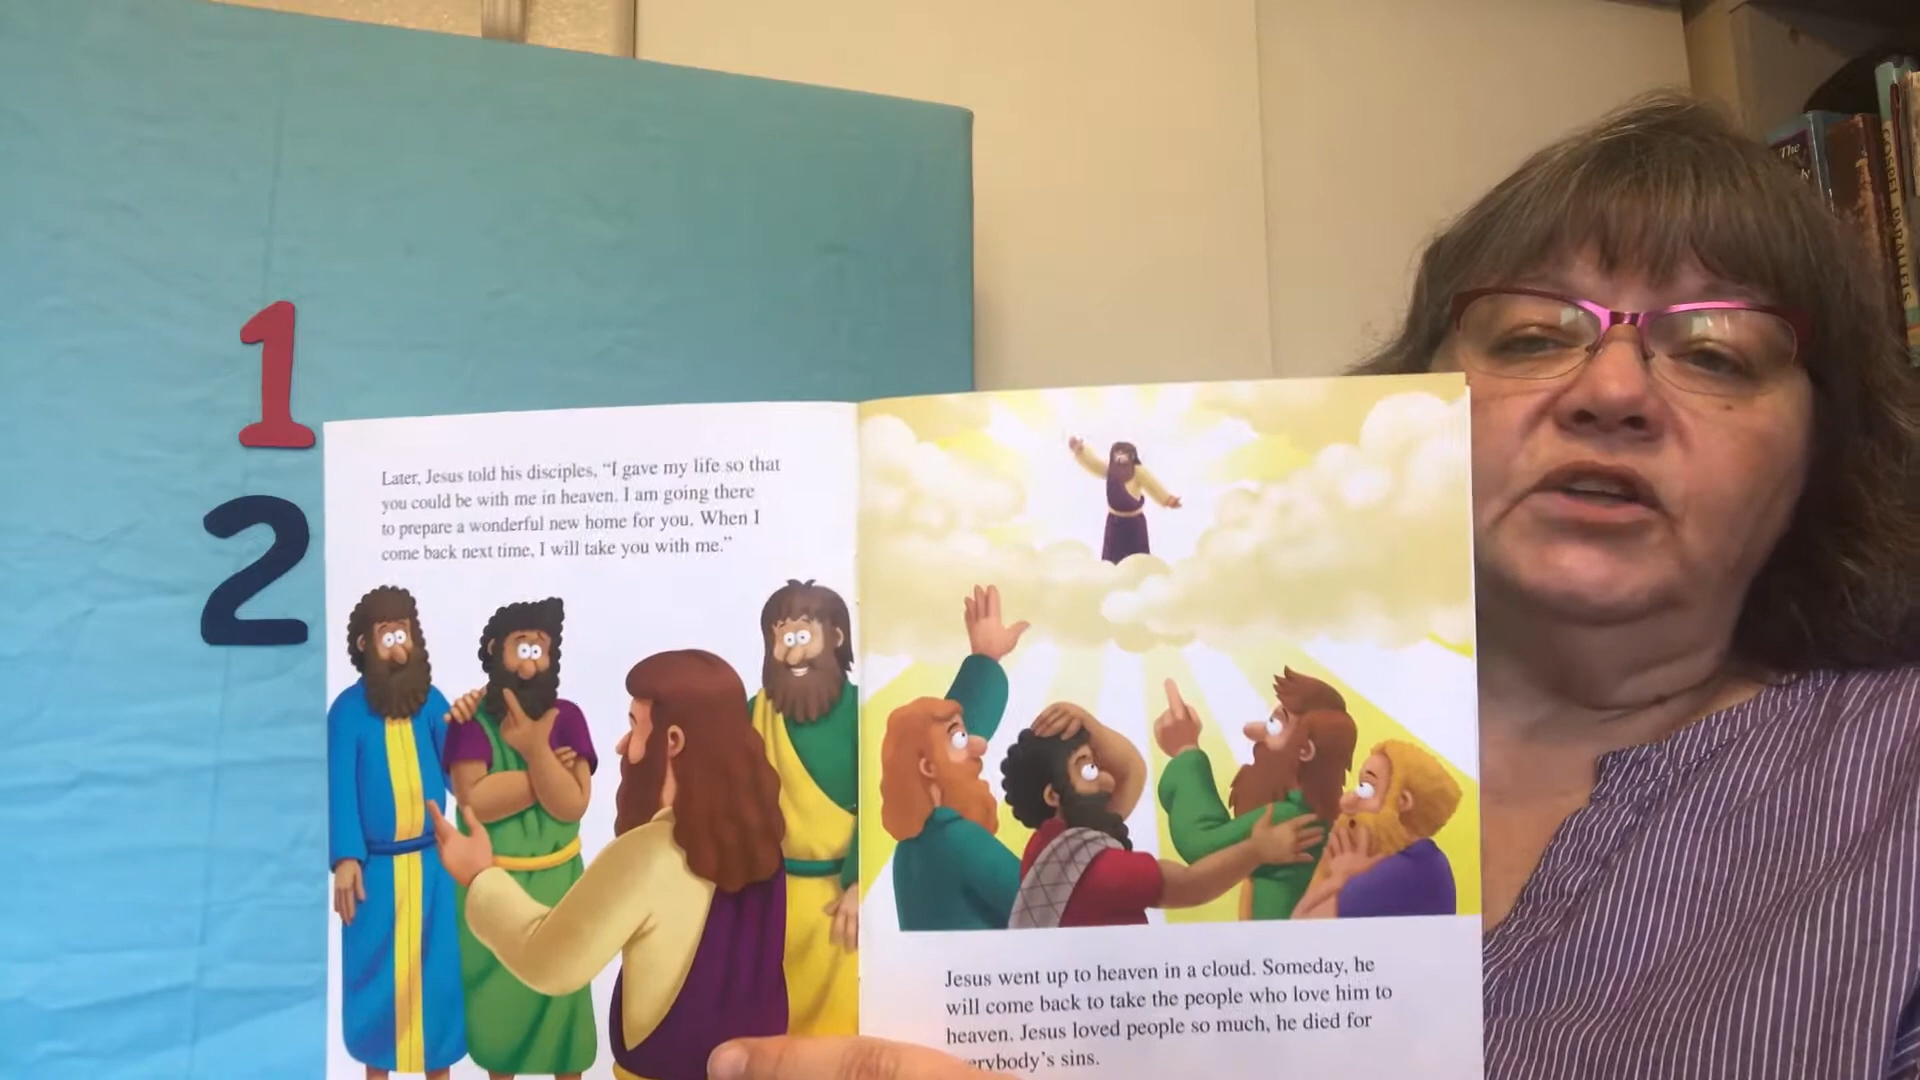 1
2
Later, Jesus told his disciples, “I gave my life so that
you could be with me in heaven. I am going there
to prepare a wonderful new home for you. When I
come back next time, I will take you with me.”
Jesus went up to heaven in a cloud. Someday, he
will come back to take the people who love him to
heaven. Jesus loved people so much, he died for
sins.
The
GOSPEL PARALLELS